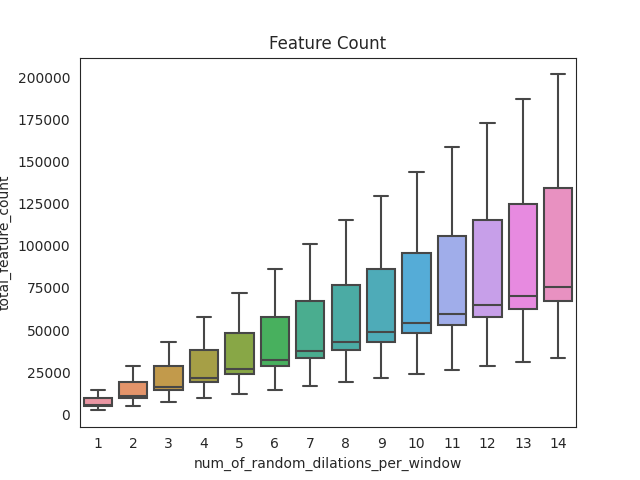 Feature Count
total_feature_count
200000
175000
150000
125000
100000
75000
50000
25000
0
1 2 3 4 5 6 7 8 9 10 11 12 13 14
num_of_random_dilations_per_window